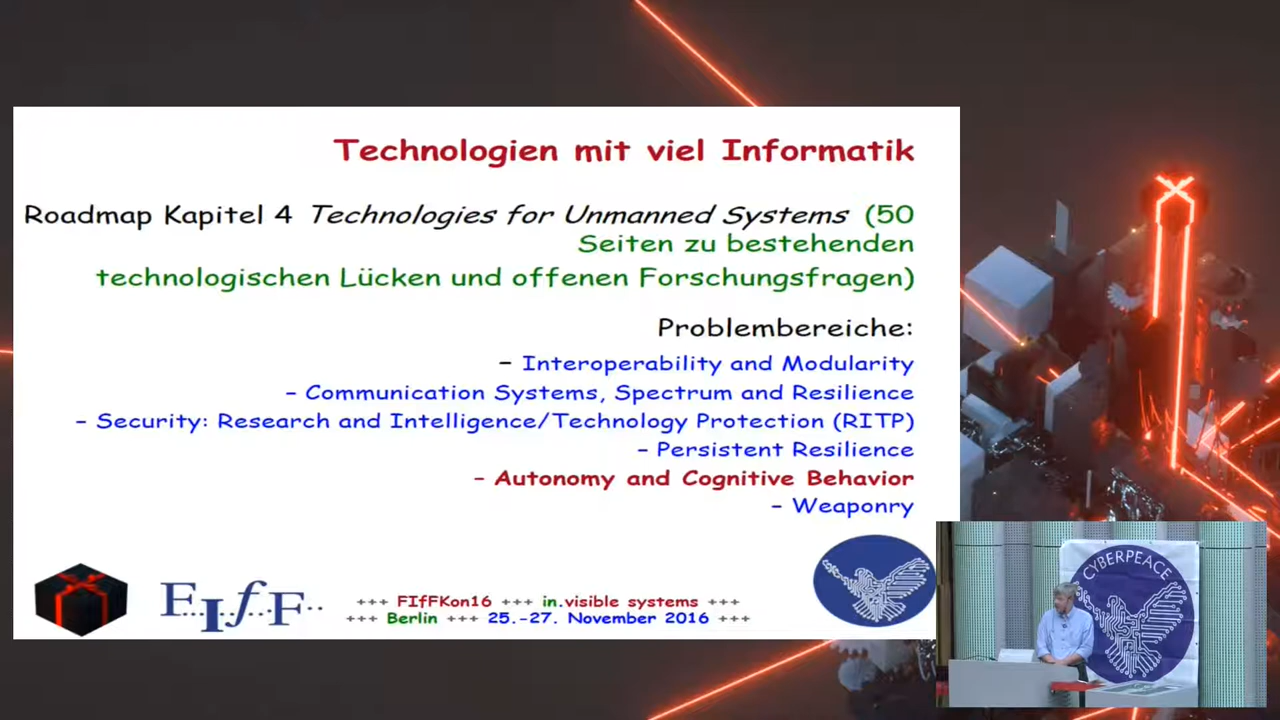 Technologien mit viel Informatik
Roadmap Kapitel 4 Technologies for Unmanned Systems (50
Seiten zu bestehenden
technologischen Lücken und offenen Forschungsfragen)
Problembereiche:
– Interoperability and Modularity
– Communication Systems, Spectrum and Resilience
– Security: Research and Intelligence/Technology Protection (RITP)
– Persistent Resilience
– Autonomy and Cognitive Behavior
– Weaponry
F..I..f..F..
+++ FIfFKon16 +++ in.visible systems +++
+++ Berlin +++ 25.-27. November 2016 +++
CYBERPEACE